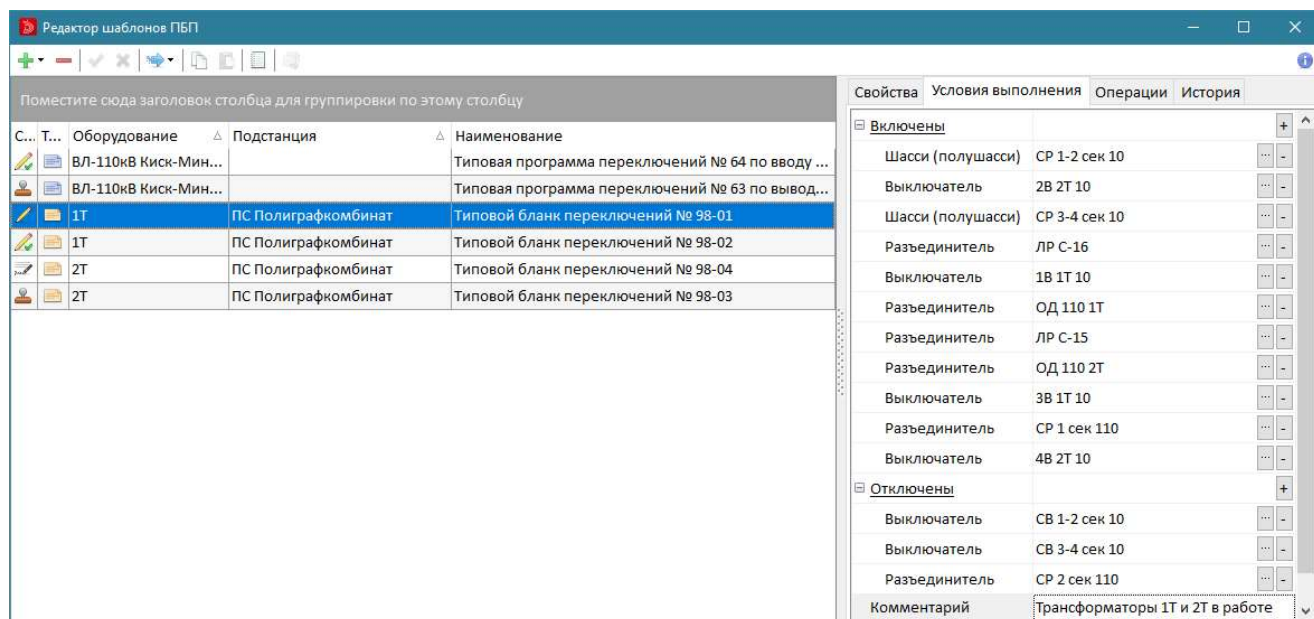 Редактор шаблонов ПБП
Поместите сюда заголовок столбца для группировки по этому столбцу
С... Т... Оборудование Подстанция Наименование
ВЛ-110кВ Киск-Мин... Типовая программа переключений № 64 по вводу ...
ВЛ-110кВ Киск-Мин... Типовая программа переключений № 63 по вывод...
1Т ПС Полиграфкомбинат Типовой бланк переключений № 98-01
1Т ПС Полиграфкомбинат Типовой бланк переключений № 98-02
2Т ПС Полиграфкомбинат Типовой бланк переключений № 98-04
2Т ПС Полиграфкомбинат Типовой бланк переключений № 98-03
Свойства Условия выполнения Операции История
Включены
Шасси (полушасси) СР 1-2 сек 10
Выключатель 2В 2Т 10
Шасси (полушасси) СР 3-4 сек 10
Разъединитель ЛР С-16
Выключатель 1В 1Т 10
Разъединитель ОД 110 1Т
Разъединитель ЛР С-15
Разъединитель ОД 110 2Т
Выключатель 3В 1Т 10
Разъединитель СР 1 сек 110
Выключатель 4В 2Т 10
Отключены
Выключатель СВ 1-2 сек 10
Выключатель СВ 3-4 сек 10
Разъединитель СР 2 сек 110
Комментарий Трансформаторы 1Т и 2Т в работе